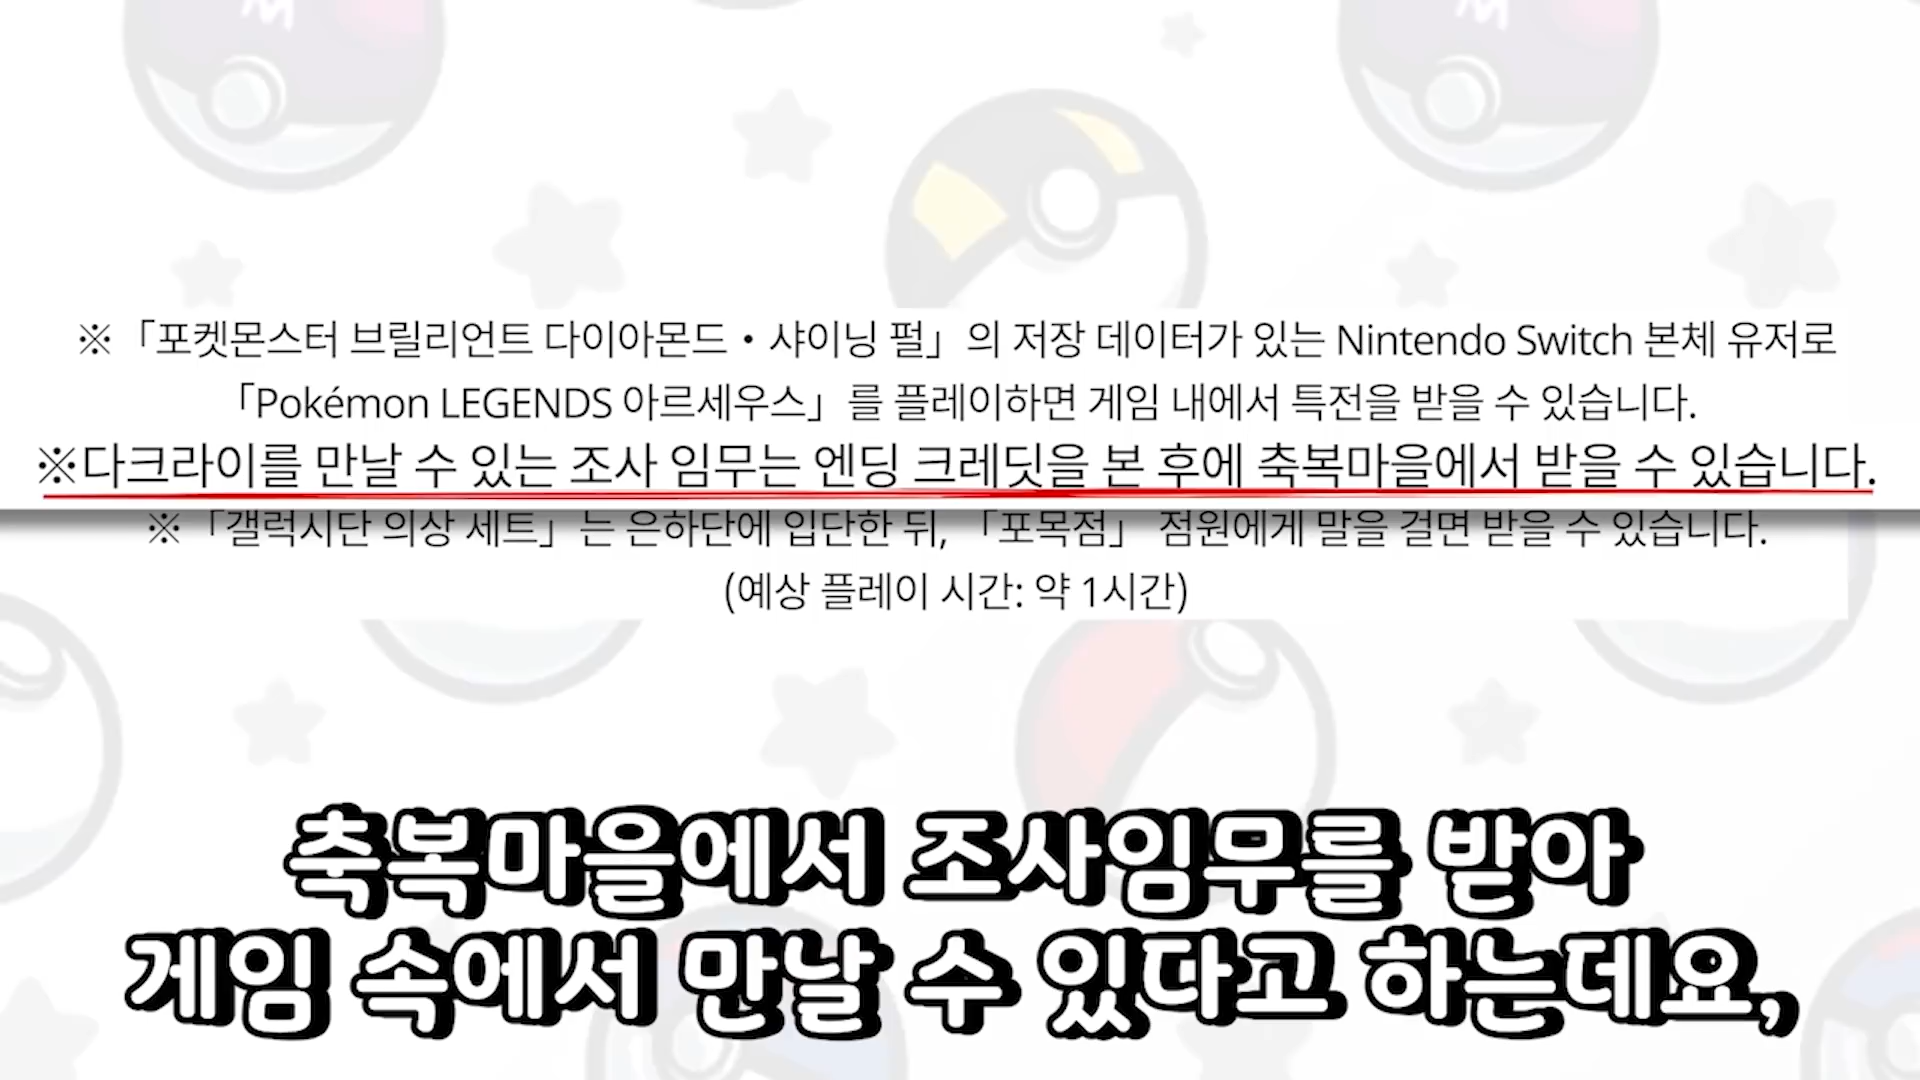 ※「포켓몬스터 브릴리언트 다이아몬드・샤이닝 펄」의 저장 데이터가 있는 Nintendo Switch 본체 유저로
「Pokémon LEGENDS 아르세우스」를 플레이하면 게임 내에서 특전을 받을 수 있습니다.
※다크라이를 만날 수 있는 조사 임무는 엔딩 크레딧을 본 후에 축복마을에서 받을 수 있습니다.
※「갤럭시단 의상 세트」는 은하단에 입단한 뒤, 「포목점」 점원에게 말을 걸면 받을 수 있습니다.
(예상 플레이 시간: 약 1시간)
축복마을에서 조사임무를 받아
게임 속에서 만날 수 있다고 하는데요,